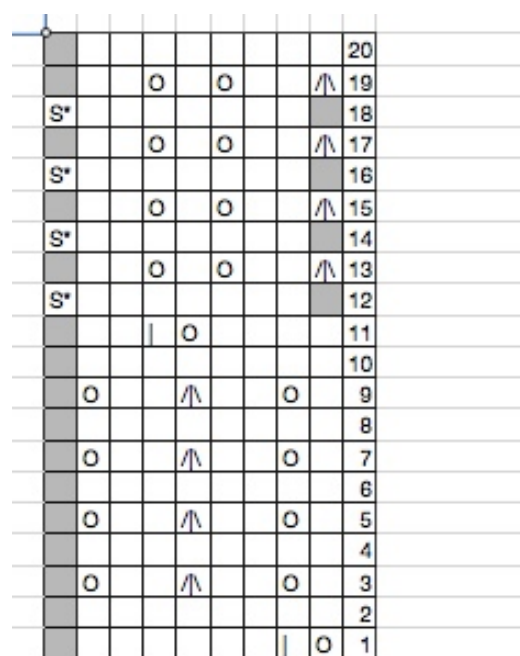 20
O O /|\ 19
S* 18
O O /|\ 17
S* 16
O O /|\ 15
S* 14
O O /|\ 13
S* 12
| O 11
10
O /|\ O 9
8
O /|\ O 7
6
O /|\ O 5
4
O /|\ O 3
2
| O 1